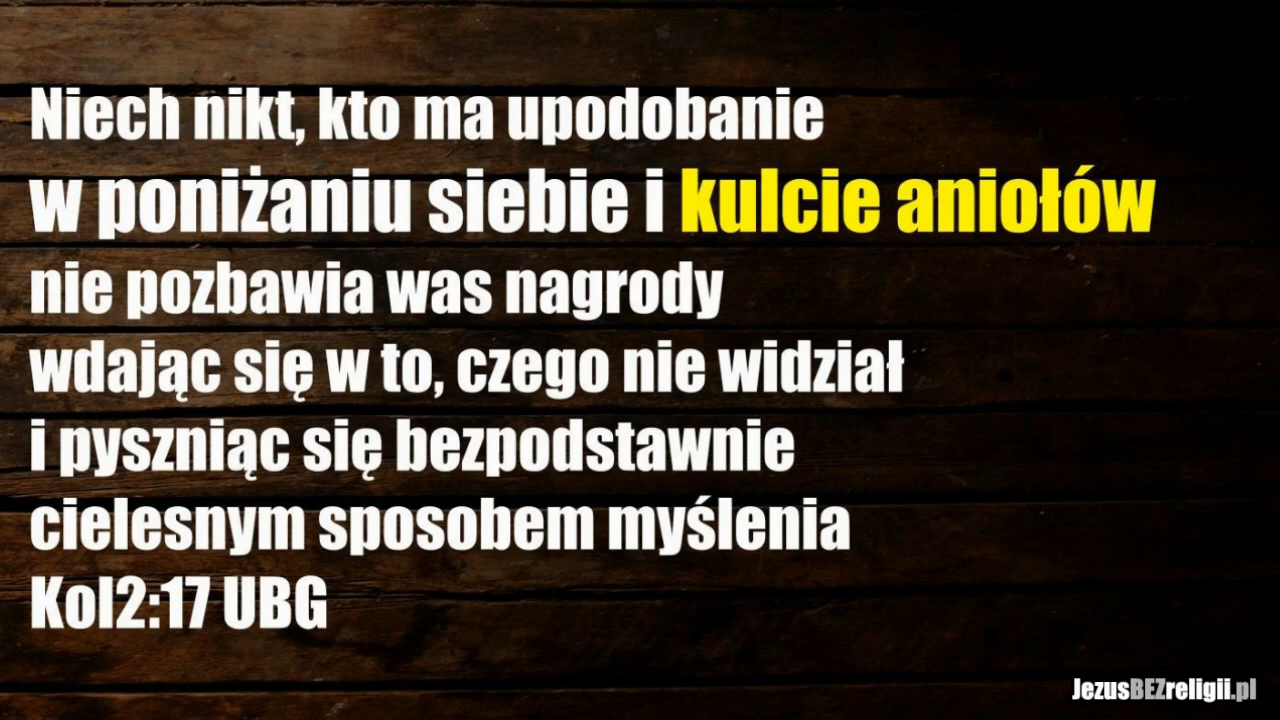 Niech nikt, kto ma upodobanie
w poniżaniu siebie i kulcie aniołów
nie pozbawia was nagrody
wdając się w to, czego nie widział
i pyszniąc się bezpodstawnie
cielesnym sposobem myślenia
Kol2:17 UBG
JezusBEZreligii.pl